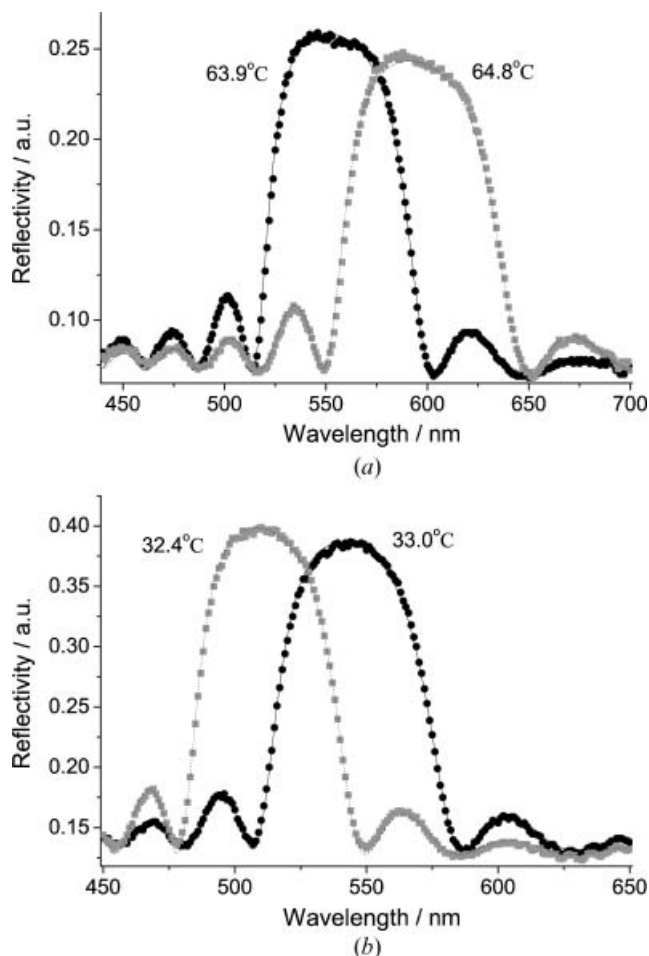 0.25
0.20
0.15
0.10
Reflectivity / a.u.
63.9°C
64.8°C
450 500 550 600 650 700
Wavelength / nm
(a)
0.40
0.35
0.30
0.25
0.20
0.15
Reflectivity / a.u.
32.4°C
33.0°C
450 500 550 600 650
Wavelength / nm
(b)